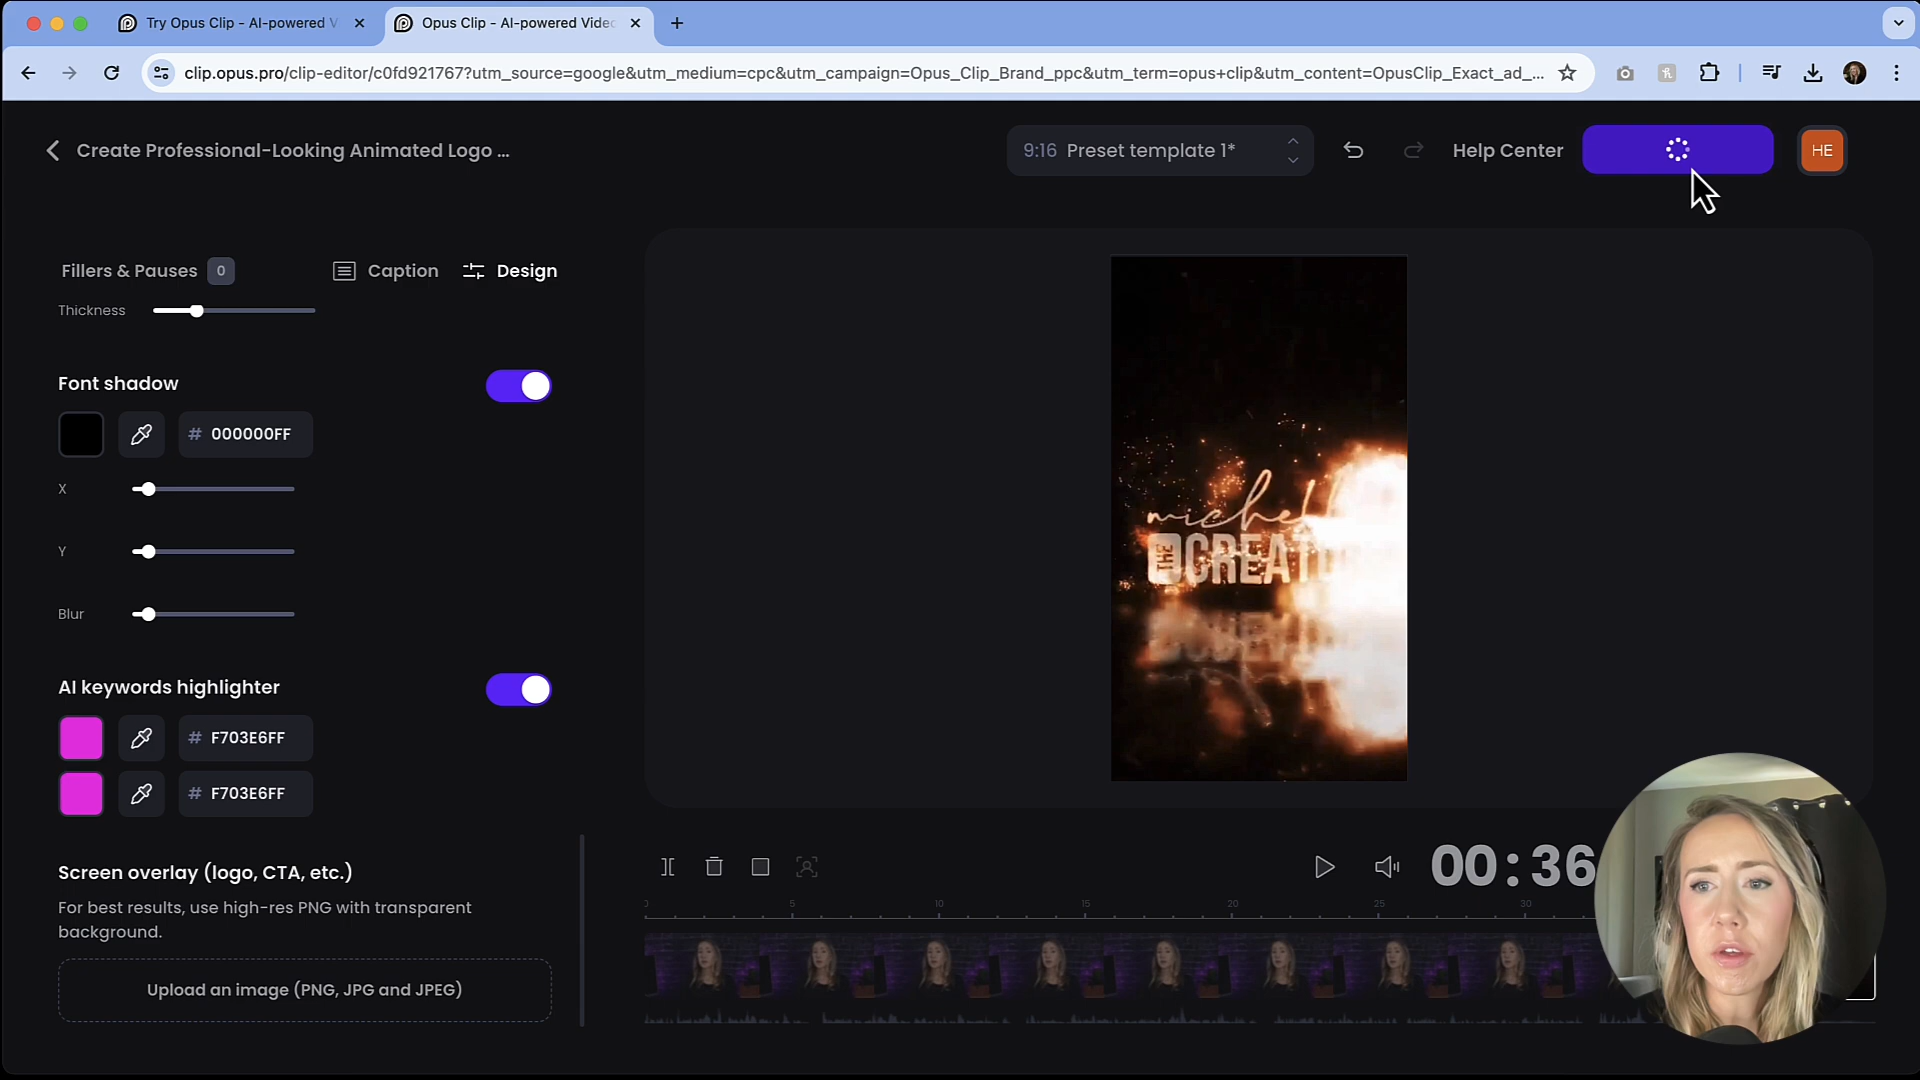 Try Opus Clip - AI-powered V
Opus Clip - AI-powered Vide
clip.opus.pro/clip-editor/c0fd921767?utm_source=google&utm_medium=cpc&utm_campaign=Opus_Clip_Brand_ppc&utm_term=opus+clip&utm_content=OpusClip_Exact_ad_...
Create Professional-Looking Animated Logo ...
9:16 Preset template 1*
Help Center
HE
Fillers & Pauses 0
Caption
Design
Thickness
Font shadow
# 000000FF
X
Y
Blur
AI keywords highlighter
# F703E6FF
# F703E6FF
Screen overlay (logo, CTA, etc.)
For best results, use high-res PNG with transparent
background.
Upload an image (PNG, JPG and JPEG)
michell
THE CREAT
00:36
0 5 10 15 20 25 30